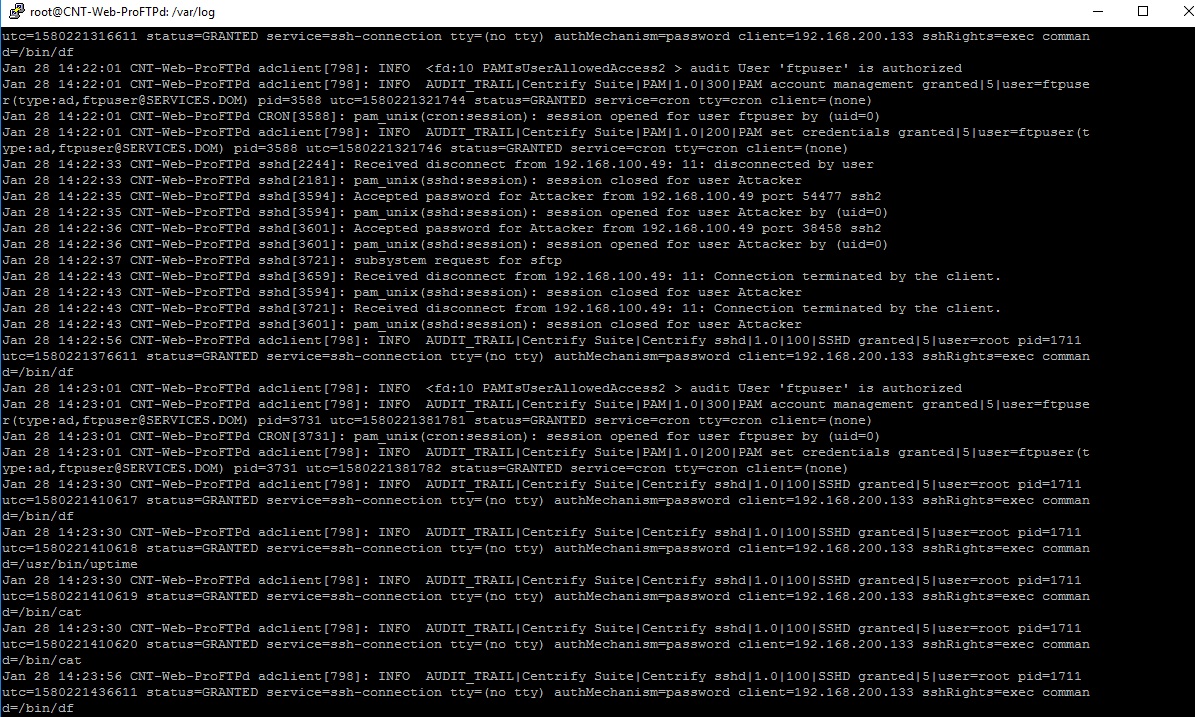 root@CNT-Web-ProFTPd: /var/log
utc=1580221316611 status=GRANTED service=ssh-connection tty=(no tty) authMechanism=password client=192.168.200.133 sshRights=exec comman
d=/bin/df
Jan 28 14:22:01 CNT-Web-ProFTPd adclient[798]: INFO  <fd:10 PAMIsUserAllowedAccess2 > audit User 'ftpuser' is authorized
Jan 28 14:22:01 CNT-Web-ProFTPd adclient[798]: INFO  AUDIT_TRAIL|Centrify Suite|PAM|1.0|300|PAM account management granted|5|user=ftpuse
r(type:ad,ftpuser@SERVICES.DOM) pid=3588 utc=1580221321744 status=GRANTED service=cron tty=cron client=(none)
Jan 28 14:22:01 CNT-Web-ProFTPd CRON[3588]: pam_unix(cron:session): session opened for user ftpuser by (uid=0)
Jan 28 14:22:01 CNT-Web-ProFTPd adclient[798]: INFO  AUDIT_TRAIL|Centrify Suite|PAM|1.0|200|PAM set credentials granted|5|user=ftpuser(t
ype:ad,ftpuser@SERVICES.DOM) pid=3588 utc=1580221321746 status=GRANTED service=cron tty=cron client=(none)
Jan 28 14:22:33 CNT-Web-ProFTPd sshd[2244]: Received disconnect from 192.168.100.49: 11: disconnected by user
Jan 28 14:22:33 CNT-Web-ProFTPd sshd[2181]: pam_unix(sshd:session): session closed for user Attacker
Jan 28 14:22:35 CNT-Web-ProFTPd sshd[3594]: Accepted password for Attacker from 192.168.100.49 port 54477 ssh2
Jan 28 14:22:35 CNT-Web-ProFTPd sshd[3594]: pam_unix(sshd:session): session opened for user Attacker by (uid=0)
Jan 28 14:22:36 CNT-Web-ProFTPd sshd[3601]: Accepted password for Attacker from 192.168.100.49 port 38458 ssh2
Jan 28 14:22:36 CNT-Web-ProFTPd sshd[3601]: pam_unix(sshd:session): session opened for user Attacker by (uid=0)
Jan 28 14:22:37 CNT-Web-ProFTPd sshd[3721]: subsystem request for sftp
Jan 28 14:22:43 CNT-Web-ProFTPd sshd[3659]: Received disconnect from 192.168.100.49: 11: Connection terminated by the client.
Jan 28 14:22:43 CNT-Web-ProFTPd sshd[3594]: pam_unix(sshd:session): session closed for user Attacker
Jan 28 14:22:43 CNT-Web-ProFTPd sshd[3721]: Received disconnect from 192.168.100.49: 11: Connection terminated by the client.
Jan 28 14:22:43 CNT-Web-ProFTPd sshd[3601]: pam_unix(sshd:session): session closed for user Attacker
Jan 28 14:22:56 CNT-Web-ProFTPd adclient[798]: INFO  AUDIT_TRAIL|Centrify Suite|Centrify sshd|1.0|100|SSHD granted|5|user=root pid=1711
utc=1580221376611 status=GRANTED service=ssh-connection tty=(no tty) authMechanism=password client=192.168.200.133 sshRights=exec comman
d=/bin/df
Jan 28 14:23:01 CNT-Web-ProFTPd adclient[798]: INFO  <fd:10 PAMIsUserAllowedAccess2 > audit User 'ftpuser' is authorized
Jan 28 14:23:01 CNT-Web-ProFTPd adclient[798]: INFO  AUDIT_TRAIL|Centrify Suite|PAM|1.0|300|PAM account management granted|5|user=ftpuse
r(type:ad,ftpuser@SERVICES.DOM) pid=3731 utc=1580221381781 status=GRANTED service=cron tty=cron client=(none)
Jan 28 14:23:01 CNT-Web-ProFTPd CRON[3731]: pam_unix(cron:session): session opened for user ftpuser by (uid=0)
Jan 28 14:23:01 CNT-Web-ProFTPd adclient[798]: INFO  AUDIT_TRAIL|Centrify Suite|PAM|1.0|200|PAM set credentials granted|5|user=ftpuser(t
ype:ad,ftpuser@SERVICES.DOM) pid=3731 utc=1580221381782 status=GRANTED service=cron tty=cron client=(none)
Jan 28 14:23:30 CNT-Web-ProFTPd adclient[798]: INFO  AUDIT_TRAIL|Centrify Suite|Centrify sshd|1.0|100|SSHD granted|5|user=root pid=1711
utc=1580221410617 status=GRANTED service=ssh-connection tty=(no tty) authMechanism=password client=192.168.200.133 sshRights=exec comman
d=/bin/df
Jan 28 14:23:30 CNT-Web-ProFTPd adclient[798]: INFO  AUDIT_TRAIL|Centrify Suite|Centrify sshd|1.0|100|SSHD granted|5|user=root pid=1711
utc=1580221410618 status=GRANTED service=ssh-connection tty=(no tty) authMechanism=password client=192.168.200.133 sshRights=exec comman
d=/usr/bin/uptime
Jan 28 14:23:30 CNT-Web-ProFTPd adclient[798]: INFO  AUDIT_TRAIL|Centrify Suite|Centrify sshd|1.0|100|SSHD granted|5|user=root pid=1711
utc=1580221410619 status=GRANTED service=ssh-connection tty=(no tty) authMechanism=password client=192.168.200.133 sshRights=exec comman
d=/bin/cat
Jan 28 14:23:30 CNT-Web-ProFTPd adclient[798]: INFO  AUDIT_TRAIL|Centrify Suite|Centrify sshd|1.0|100|SSHD granted|5|user=root pid=1711
utc=1580221410620 status=GRANTED service=ssh-connection tty=(no tty) authMechanism=password client=192.168.200.133 sshRights=exec comman
d=/bin/cat
Jan 28 14:23:56 CNT-Web-ProFTPd adclient[798]: INFO  AUDIT_TRAIL|Centrify Suite|Centrify sshd|1.0|100|SSHD granted|5|user=root pid=1711
utc=1580221436611 status=GRANTED service=ssh-connection tty=(no tty) authMechanism=password client=192.168.200.133 sshRights=exec comman
d=/bin/df